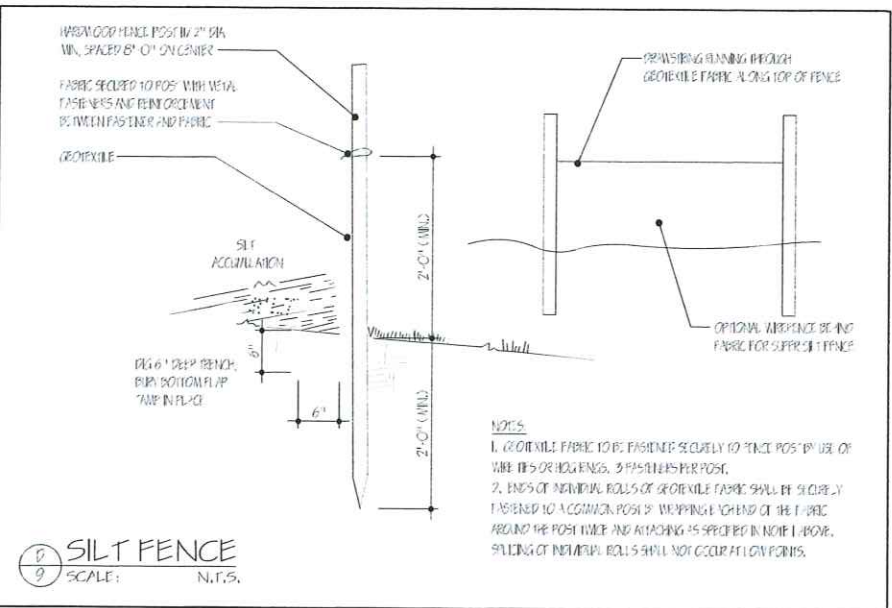 HARDWOOD FENCE POST W/ 2" DIA.
MIN., SPACED 8'-0" ON CENTER
FABRIC SECURED TO POST WITH METAL
FASTENERS AND REINFORCEMENT
BETWEEN FASTENER AND FABRIC
GEOTEXTILE
SILT
ACCUMULATION
6"
DIG 6" DEEP TRENCH,
BURY BOTTOM FLAP
TAMP IN PLACE
6"
2'-0" (MIN.)
2'-0" (MIN.)
DRAWSTRING RUNNING THROUGH
GEOTEXTILE FABRIC ALONG TOP OF FENCE
OPTIONAL WIREFENCE BEHIND
FABRIC FOR SUPER SILT FENCE
NOTES
1. GEOTEXTILE FABRIC TO BE FASTENED SECURELY TO FENCE POST BY USE OF
WIRE TIES OR HOG RINGS. 3 FASTENERS PER POST.
2. ENDS OF INDIVIDUAL ROLLS OF GEOTEXTILE FABRIC SHALL BE SECURELY
FASTENED TO A COMMON POST BY WRAPPING EACH END OF THE FABRIC
AROUND THE POST TWICE AND ATTACHING AS SPECIFIED IN NOTE 1 ABOVE.
SPLICING OF INDIVIDUAL ROLLS SHALL NOT OCCUR AT LOW POINTS.
D
9
SILT FENCE
SCALE: N.T.S.